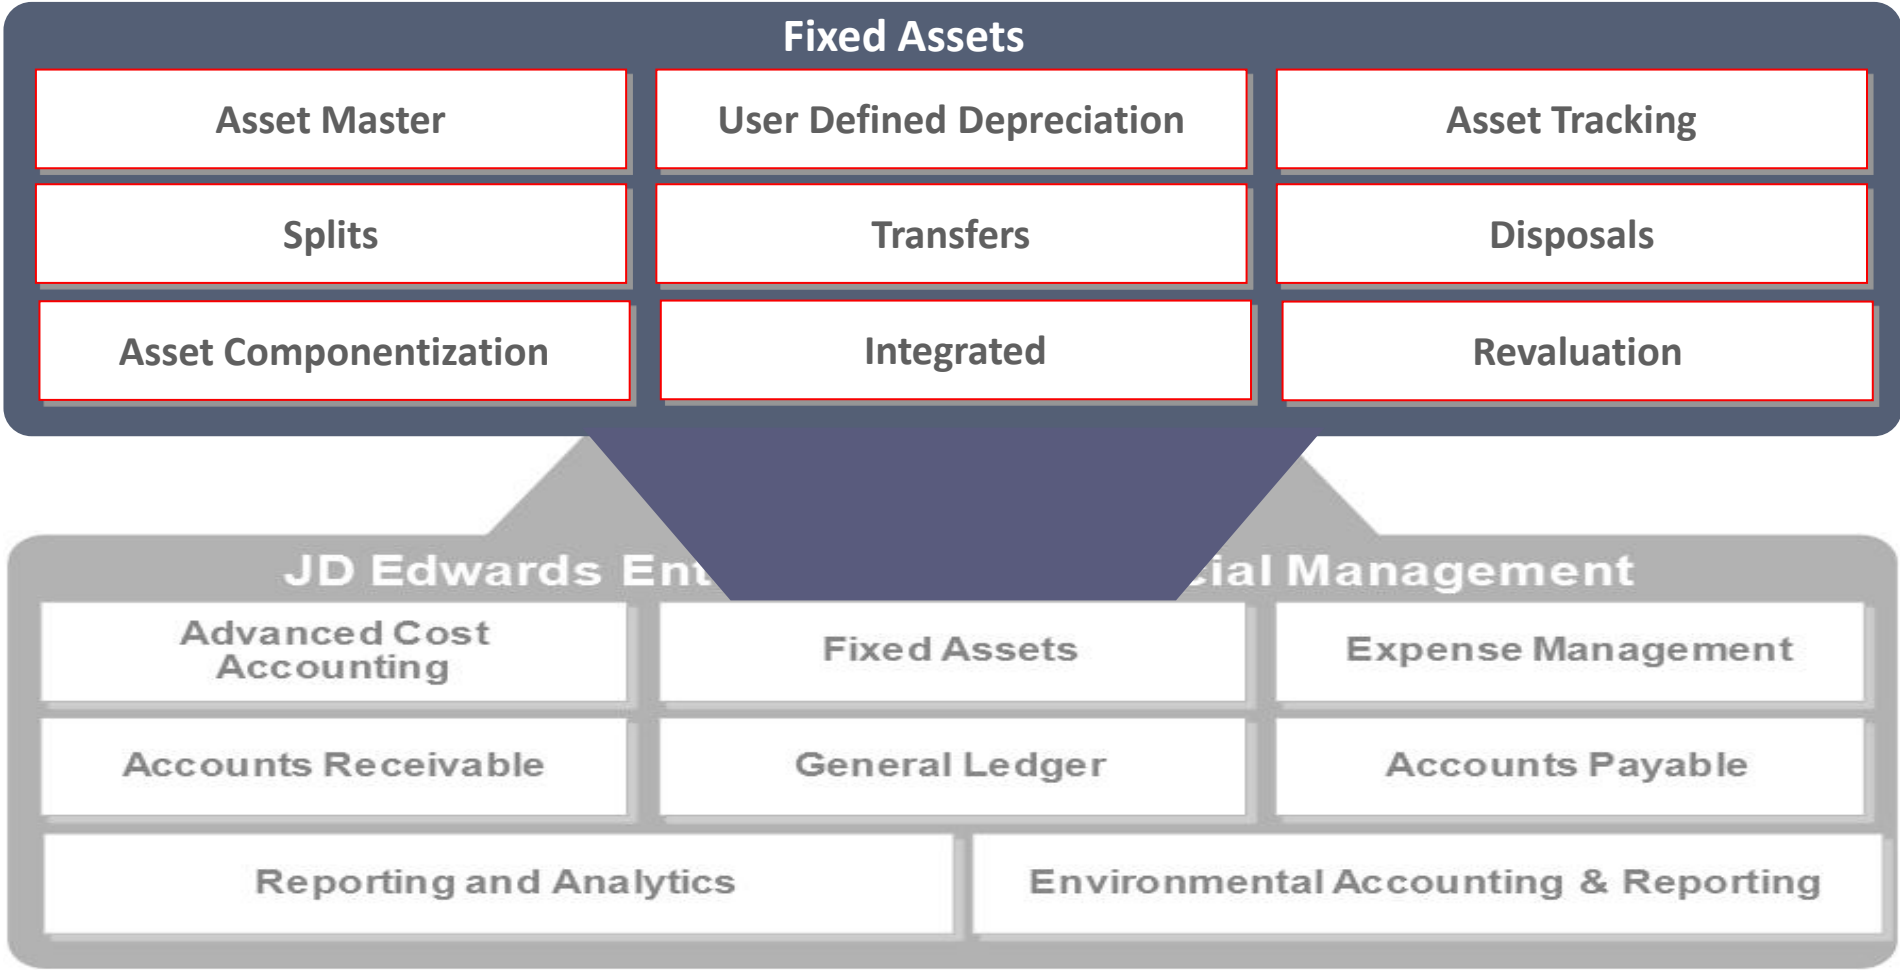 Fixed Assets
Asset Master
User Defined Depreciation
Asset Tracking
Splits
Transfers
Disposals
Asset Componentization
Integrated
Revaluation
JD Edwards Ent cial Management
Advanced Cost
Accounting
Fixed Assets
Expense Management
Accounts Receivable
General Ledger
Accounts Payable
Reporting and Analytics
Environmental Accounting & Reporting